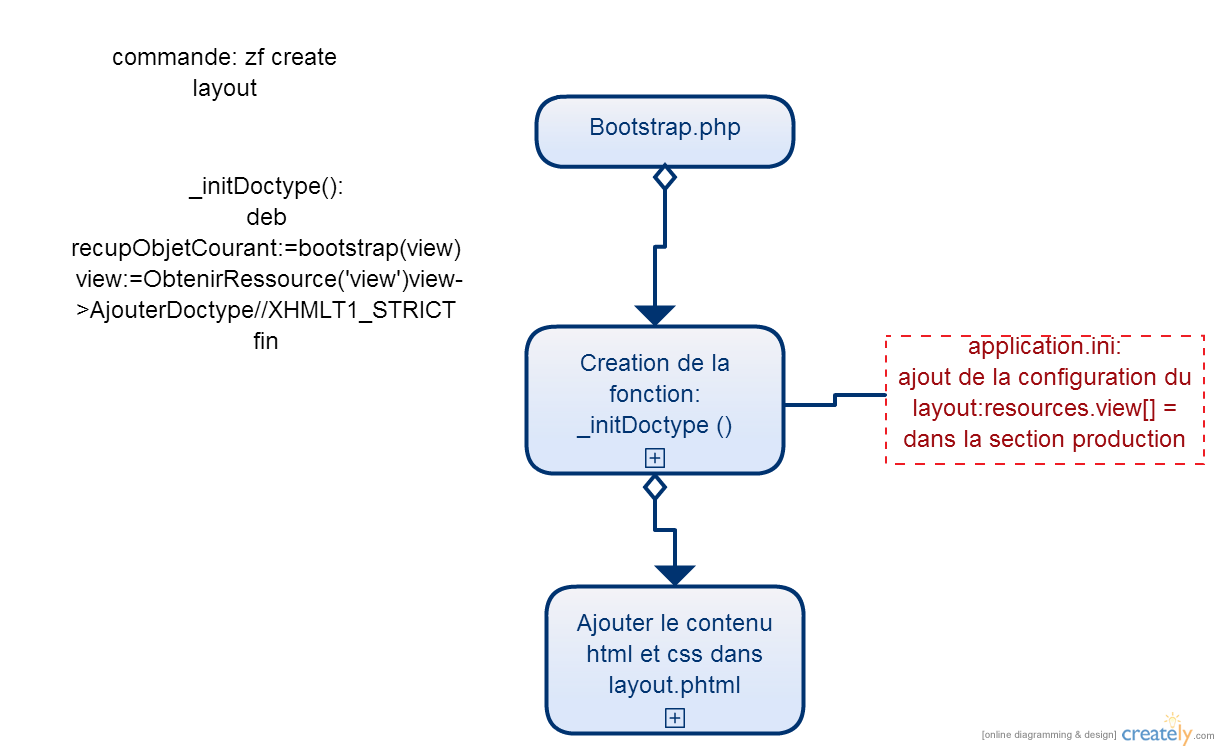 commande: zf create
layout
Bootstrap.php
_initDoctype():
deb
recupObjetCourant:=bootstrap(view)
view:=ObtenirRessource('view')view-
>AjouterDoctype//XHMLT1_STRICT
fin
Creation de la
fonction:
_initDoctype ()
application.ini:
ajout de la configuration du
layout:resources.view[] =
dans la section production
Ajouter le contenu
html et css dans
layout.phtml
[online diagramming & design] creately.com